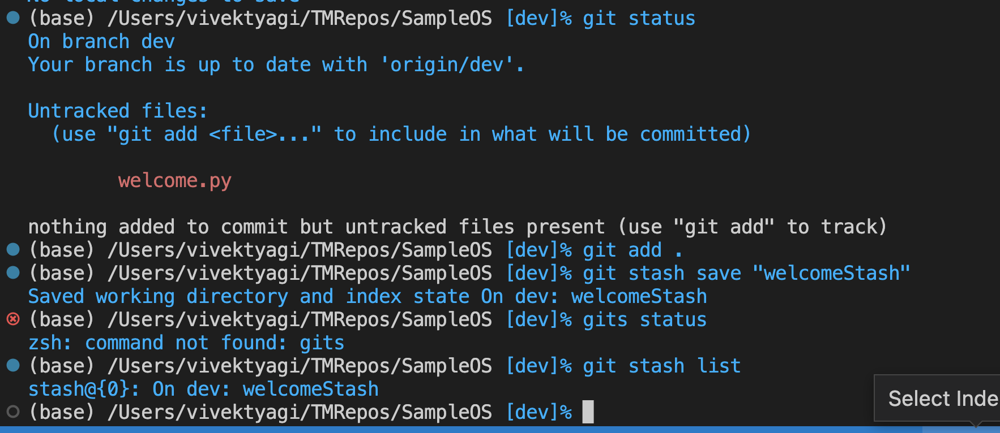 No local changes to save
(base) /Users/vivektyagi/TMRepos/SampleOS [dev]% git status
On branch dev
Your branch is up to date with 'origin/dev'.
Untracked files:
(use "git add <file>..." to include in what will be committed)
welcome.py
nothing added to commit but untracked files present (use "git add" to track)
(base) /Users/vivektyagi/TMRepos/SampleOS [dev]% git add .
(base) /Users/vivektyagi/TMRepos/SampleOS [dev]% git stash save "welcomeStash"
Saved working directory and index state On dev: welcomeStash
(base) /Users/vivektyagi/TMRepos/SampleOS [dev]% gits status
zsh: command not found: gits
(base) /Users/vivektyagi/TMRepos/SampleOS [dev]% git stash list
stash@{0}: On dev: welcomeStash
(base) /Users/vivektyagi/TMRepos/SampleOS [dev]%
Select Inde